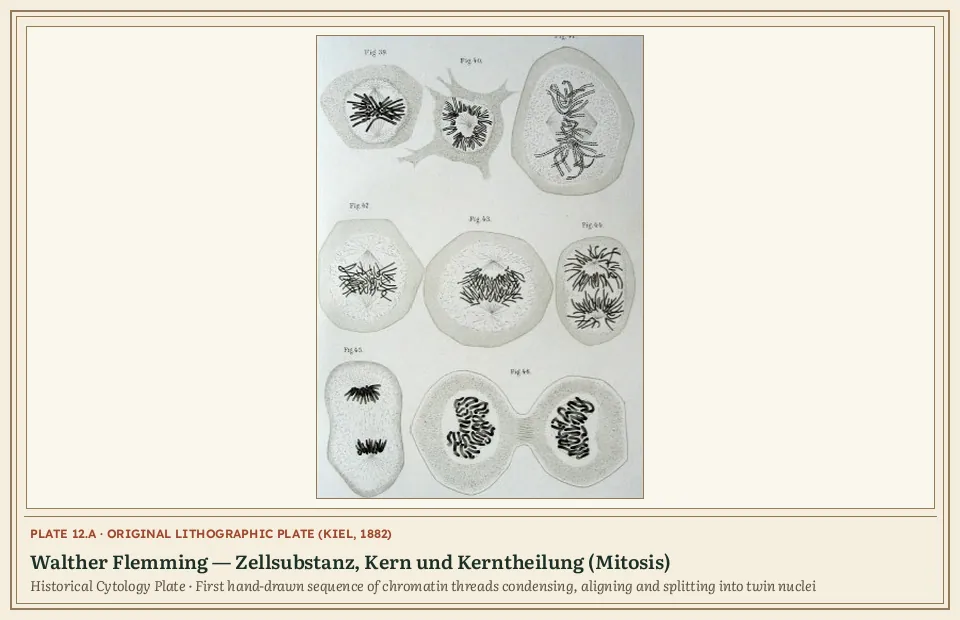 Fig 39
Fig 40.
Fig 42.
Fig. 43.
Fig 44.
Fig 45.
Fig 46.
PLATE 12.A · ORIGINAL LITHOGRAPHIC PLATE (KIEL, 1882)
Walther Flemming — Zellsubstanz, Kern und Kerntheilung (Mitosis)
Historical Cytology Plate · First hand-drawn sequence of chromatin threads condensing, aligning and splitting into twin nuclei